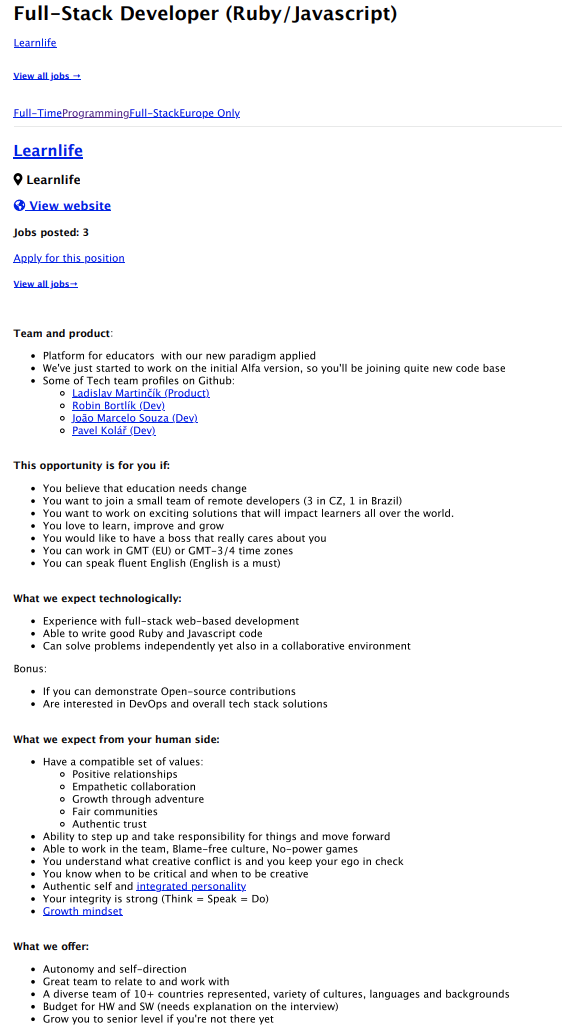 Full-Stack Developer (Ruby/Javascript)
Learnlife
View all jobs →
Full-TimeProgrammingFull-StackEurope Only
Learnlife
Learnlife
View website
Jobs posted: 3
Apply for this position
View all jobs→
Team and product:
• Platform for educators  with our new paradigm applied
• We've just started to work on the initial Alfa version, so you'll be joining quite new code base
• Some of Tech team profiles on Github:
◦ Ladislav Martinčík (Product)
◦ Robin Bortlík (Dev)
◦ João Marcelo Souza (Dev)
◦ Pavel Kolář (Dev)
This opportunity is for you if:
• You believe that education needs change
• You want to join a small team of remote developers (3 in CZ, 1 in Brazil)
• You want to work on exciting solutions that will impact learners all over the world.
• You love to learn, improve and grow
• You would like to have a boss that really cares about you
• You can work in GMT (EU) or GMT-3/4 time zones
• You can speak fluent English (English is a must)
What we expect technologically:
• Experience with full-stack web-based development
• Able to write good Ruby and Javascript code
• Can solve problems independently yet also in a collaborative environment
Bonus:
• If you can demonstrate Open-source contributions
• Are interested in DevOps and overall tech stack solutions
What we expect from your human side:
• Have a compatible set of values:
◦ Positive relationships
◦ Empathetic collaboration
◦ Growth through adventure
◦ Fair communities
◦ Authentic trust
• Ability to step up and take responsibility for things and move forward
• Able to work in the team, Blame-free culture, No-power games
• You understand what creative conflict is and you keep your ego in check
• You know when to be critical and when to be creative
• Authentic self and integrated personality
• Your integrity is strong (Think = Speak = Do)
• Growth mindset
What we offer:
• Autonomy and self-direction
• Great team to relate to and work with
• A diverse team of 10+ countries represented, variety of cultures, languages and backgrounds
• Budget for HW and SW (needs explanation on the interview)
• Grow you to senior level if you're not there yet